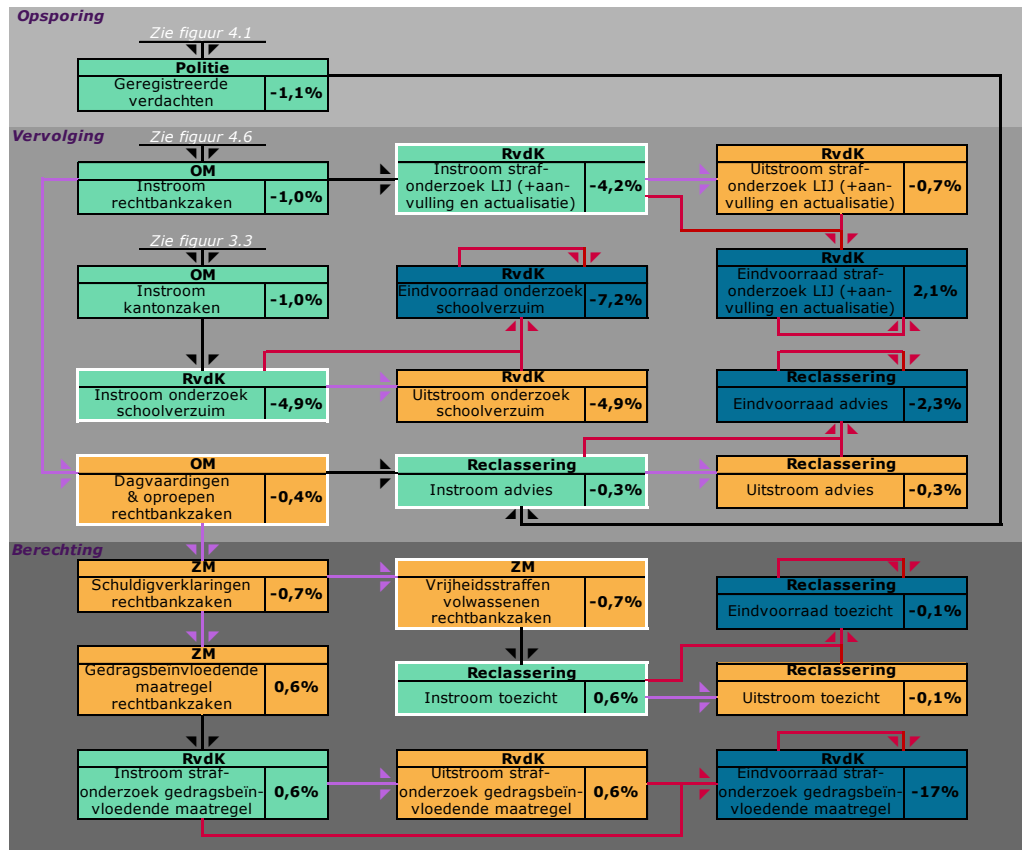 Opsporing
Zie figuur 4.1
Politie
Geregistreerde
verdachten
-1,1%
Vervolging
Zie figuur 4.6
OM
Instroom
rechtbankzaken
-1,0%
RvdK
Instroom straf-
onderzoek LIJ (+aan-
vulling en actualisatie)
-4,2%
RvdK
Uitstroom straf-
onderzoek LIJ (+aan-
vulling en actualisatie)
-0,7%
Zie figuur 3.3
OM
Instroom
kantonzaken
-1,0%
RvdK
Eindvoorraad onderzoek
schoolverzuim
-7,2%
RvdK
Eindvoorraad straf-
onderzoek LIJ (+aan-
vulling en actualisatie)
2,1%
RvdK
Instroom onderzoek
schoolverzuim
-4,9%
RvdK
Uitstroom onderzoek
schoolverzuim
-4,9%
Reclassering
Eindvoorraad advies
-2,3%
OM
Dagvaardingen
& oproepen
rechtbankzaken
-0,4%
Reclassering
Instroom advies
-0,3%
Reclassering
Uitstroom advies
-0,3%
Berechting
ZM
Schuldigverklaringen
rechtbankzaken
-0,7%
ZM
Vrijheidsstraffen
volwassenen
rechtbankzaken
-0,7%
Reclassering
Eindvoorraad toezicht
-0,1%
ZM
Gedragsbeïnvloedende
maatregel
rechtbankzaken
0,6%
Reclassering
Instroom toezicht
0,6%
Reclassering
Uitstroom toezicht
-0,1%
RvdK
Instroom straf-
onderzoek gedragsbeïn-
vloedende maatregel
0,6%
RvdK
Uitstroom straf-
onderzoek gedragsbeïn-
vloedende maatregel
0,6%
RvdK
Eindvoorraad straf-
onderzoek gedragsbeïn-
vloedende maatregel
-17%